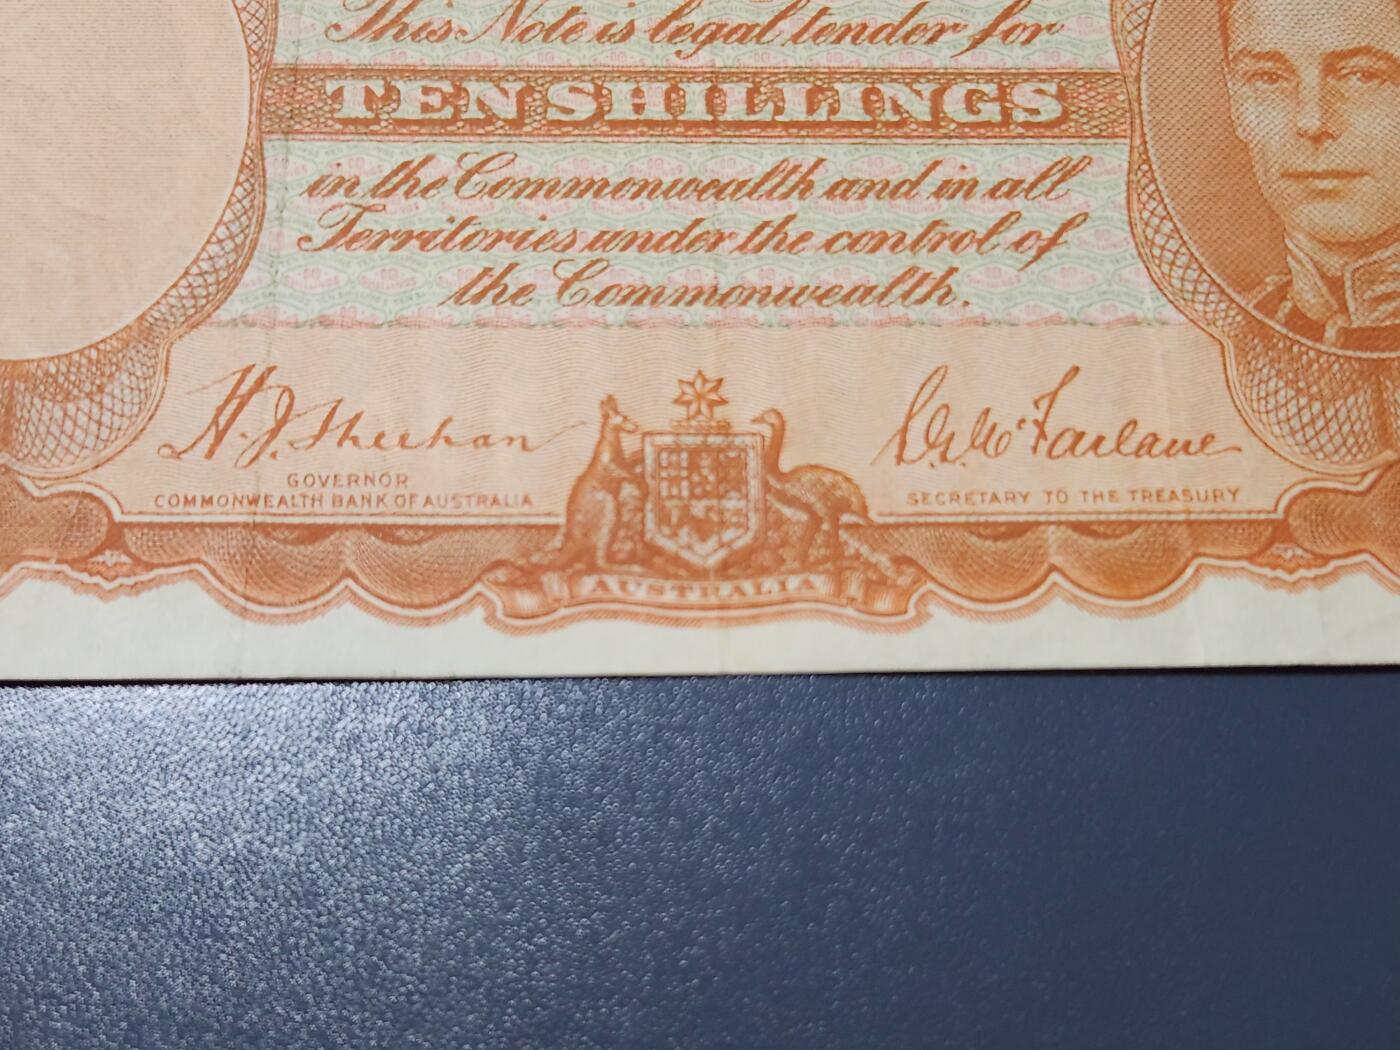 This Note is legal tender for
TEN SHILLINGS
in the Commonwealth and in all
Territories under the control of
the Commonwealth.
H. J. Sheehan
GOVERNOR
COMMONWEALTH BANK OF AUSTRALIA
S. G. McFarlane
SECRETARY TO THE TREASURY
AUSTRALIA